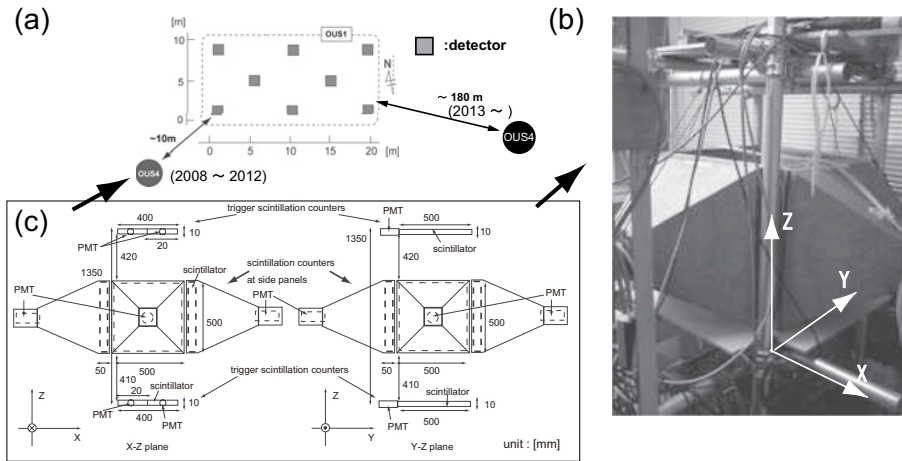 (a)
[m]
10
5
0
OUS1
N
:detector
~ 180 m
(2013 ~ )
OUS4
~10m
OUS4
(2008 ~ 2012)
0 5 10 15 20 [m]
(b)
Z
Y
X
(c)
400
trigger scintillation counters
PMT
500
10
PMT
20
1350
scintillator
10
420
scintillator
scintillation counters
at side panels
1350
420
PMT
500
PMT
PMT
500
50
500
410
50
500
410
20
scintillator
trigger scintillation counters
scintillator
10
PMT
400
PMT
PMT
500
10
Z
X
X-Z plane
Z
Y
Y-Z plane
unit : [mm]